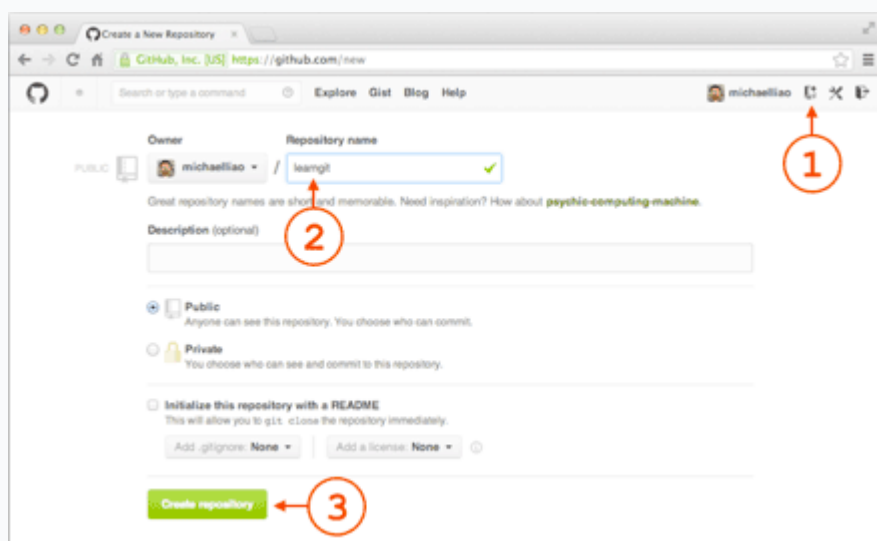 Create a New Repository
GitHub, Inc. [US] https://github.com/new
Search or type a command Explore Gist Blog Help michaelliao
1
Owner Repository name
PUBLIC michaelliao / learngit
Great repository names are short and memorable. Need inspiration? How about psychic-computing-machine.
2
Description (optional)
Public
Anyone can see this repository. You choose who can commit.
Private
You choose who can see and commit to this repository.
Initialize this repository with a README
This will allow you to git clone the repository immediately.
Add .gitignore: None Add a license: None
Create repository 3